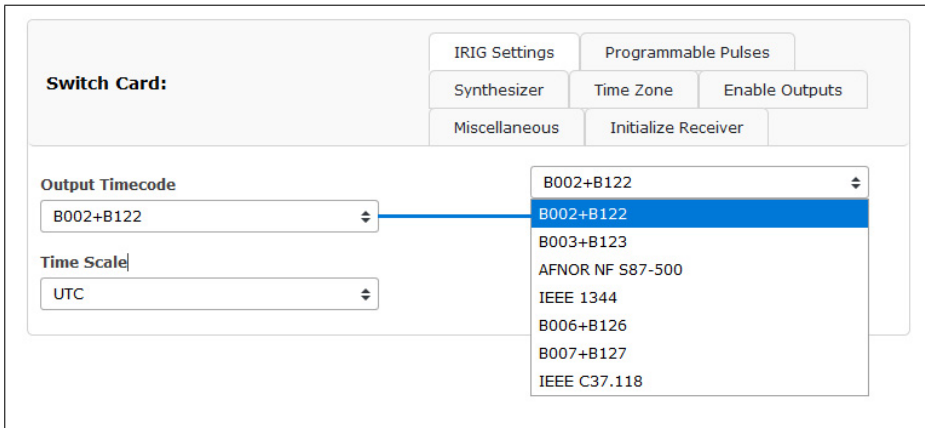 Switch Card:
IRIG Settings
Programmable Pulses
Synthesizer
Time Zone
Enable Outputs
Miscellaneous
Initialize Receiver
Output Timecode
B002+B122
Time Scale
UTC
B002+B122
B002+B122
B003+B123
AFNOR NF S87-500
IEEE 1344
B006+B126
B007+B127
IEEE C37.118